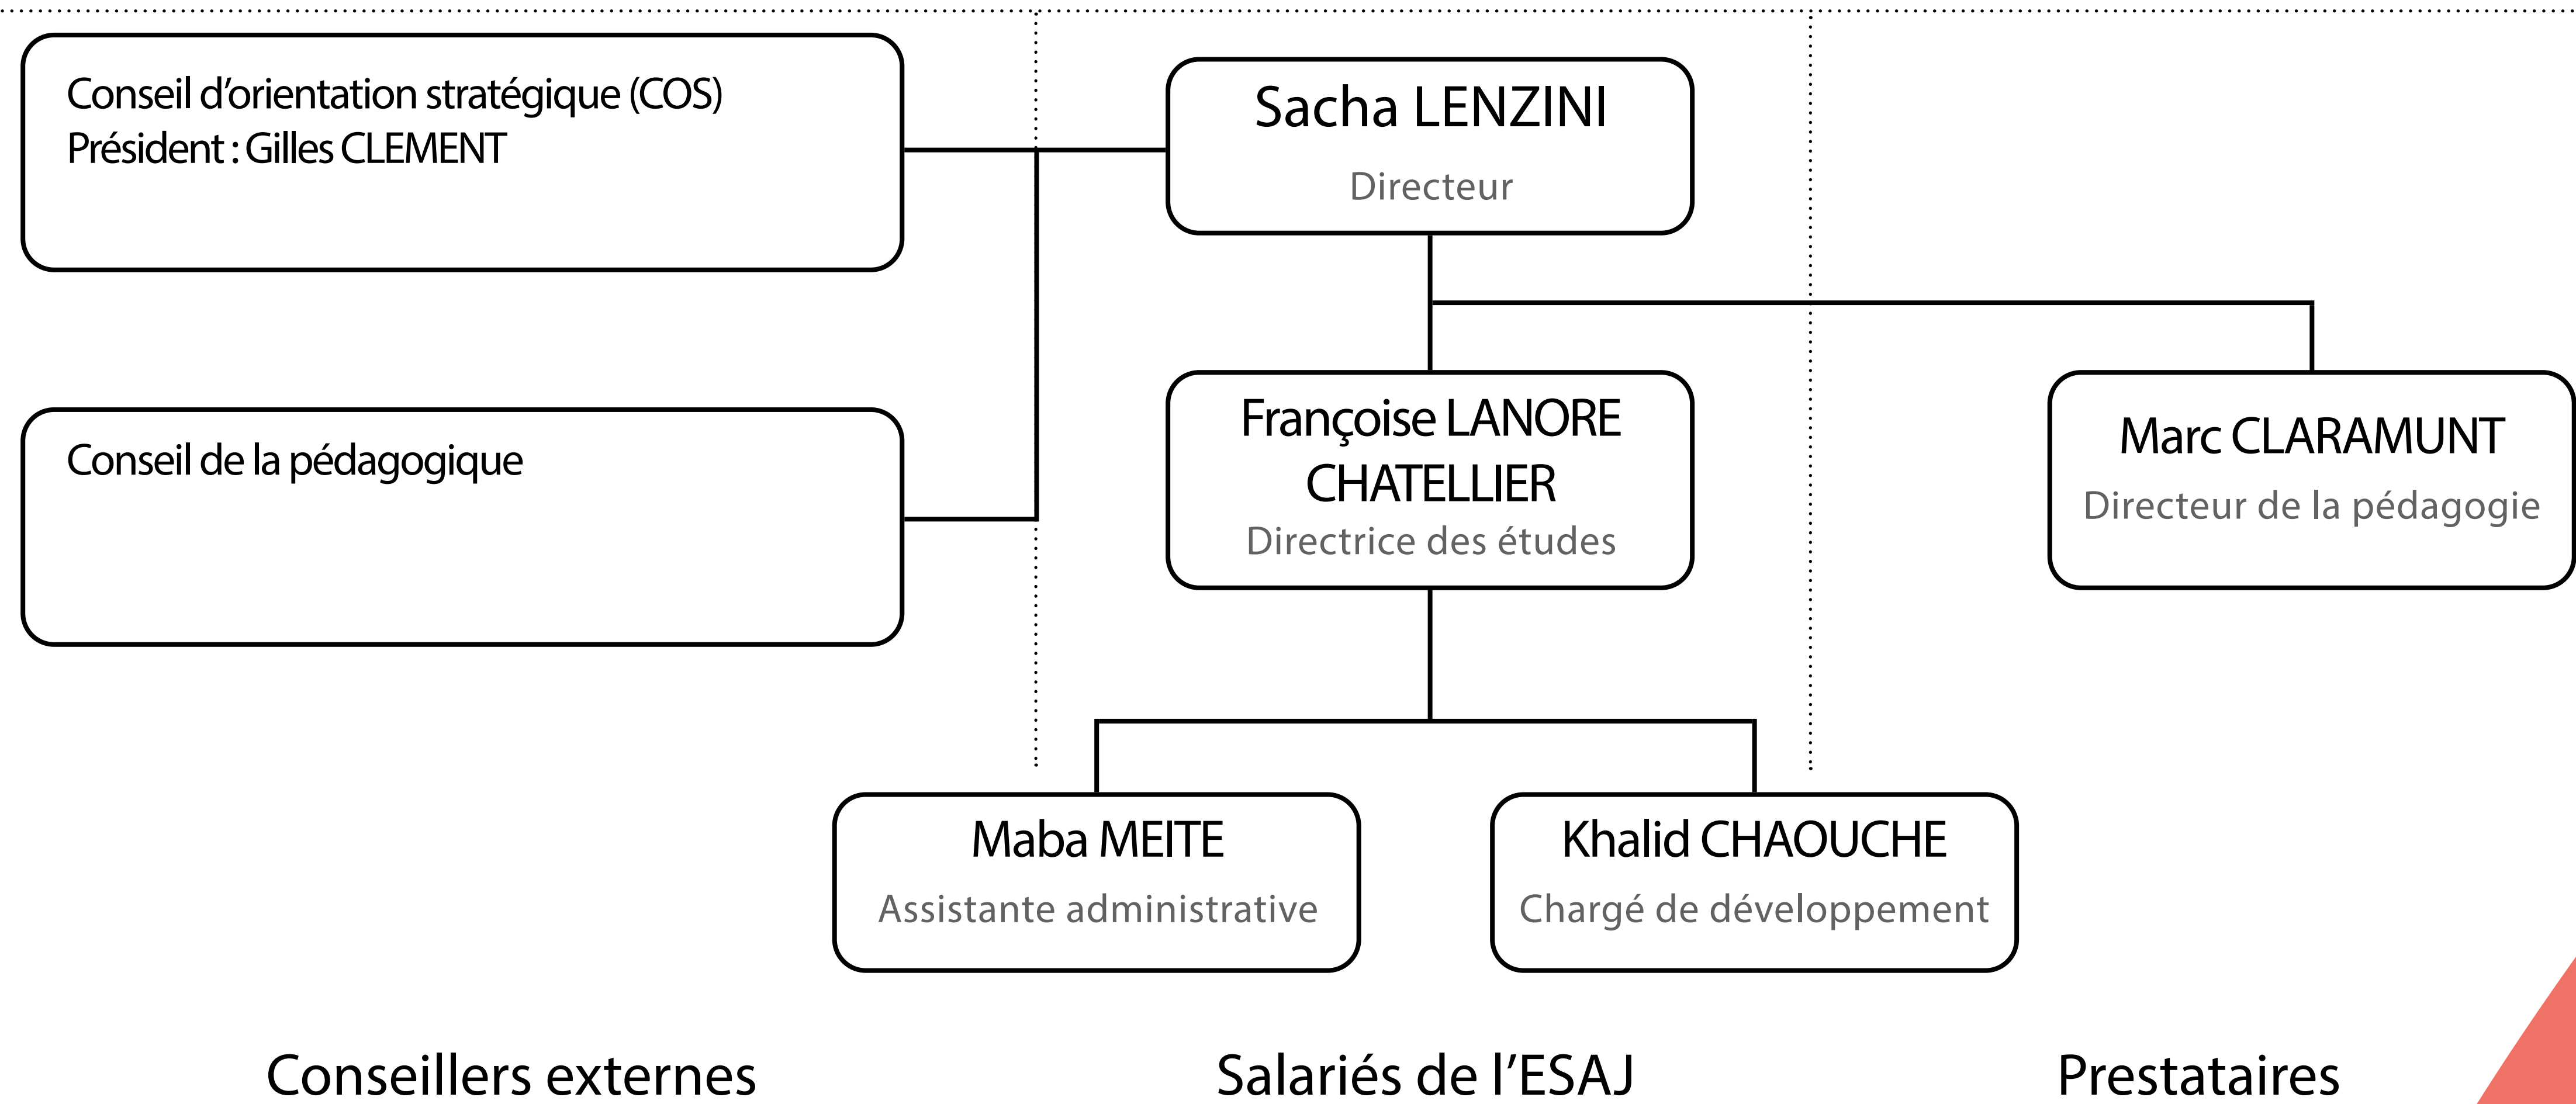 Conseil d’orientation stratégique (COS)
Président : Gilles CLEMENT
Conseil de la pédagogique
Sacha LENZINI
Directeur
Françoise LANORE
CHATELLIER
Directrice des études
Marc CLARAMUNT
Directeur de la pédagogie
Maba MEITE
Assistante administrative
Khalid CHAOUCHE
Chargé de développement
Conseillers externes
Salariés de l’ESAJ
Prestataires